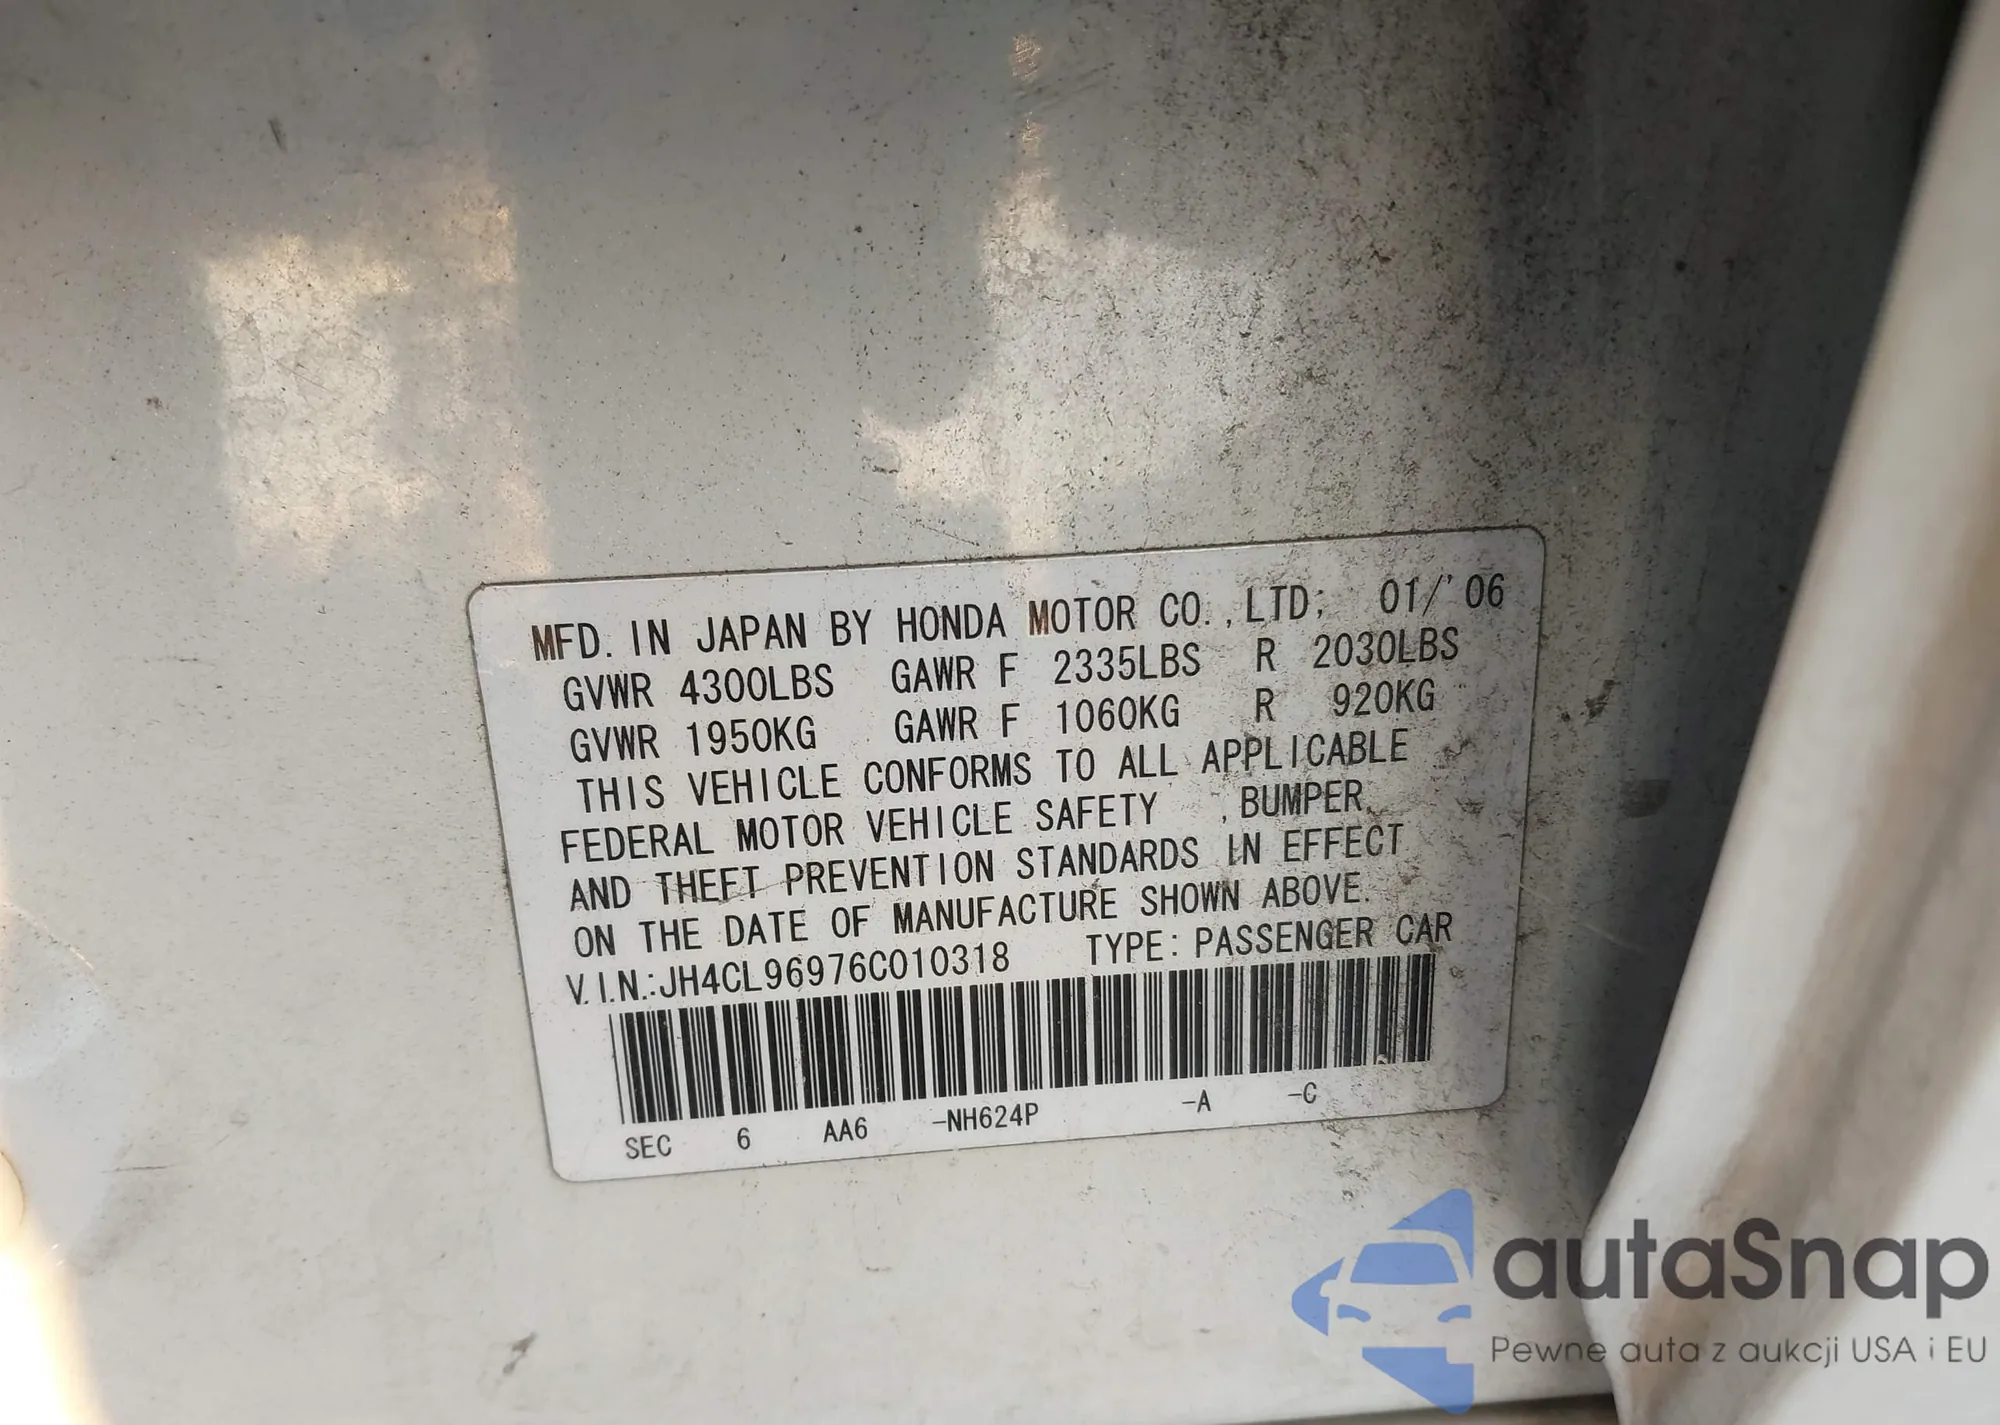 MFD. IN JAPAN BY HONDA MOTOR CO.,LTD; 01/'06
GVWR 4300LBS GAWR F 2335LBS R 2030LBS
GVWR 1950KG GAWR F 1060KG R 920KG
THIS VEHICLE CONFORMS TO ALL APPLICABLE
FEDERAL MOTOR VEHICLE SAFETY , BUMPER,
AND THEFT PREVENTION STANDARDS IN EFFECT
ON THE DATE OF MANUFACTURE SHOWN ABOVE.
V.I.N.:JH4CL96976C010318 TYPE: PASSENGER CAR
SEC 6 AA6 -NH624P -A -C
autaSnap
Pewne auta z aukcji USA i EU